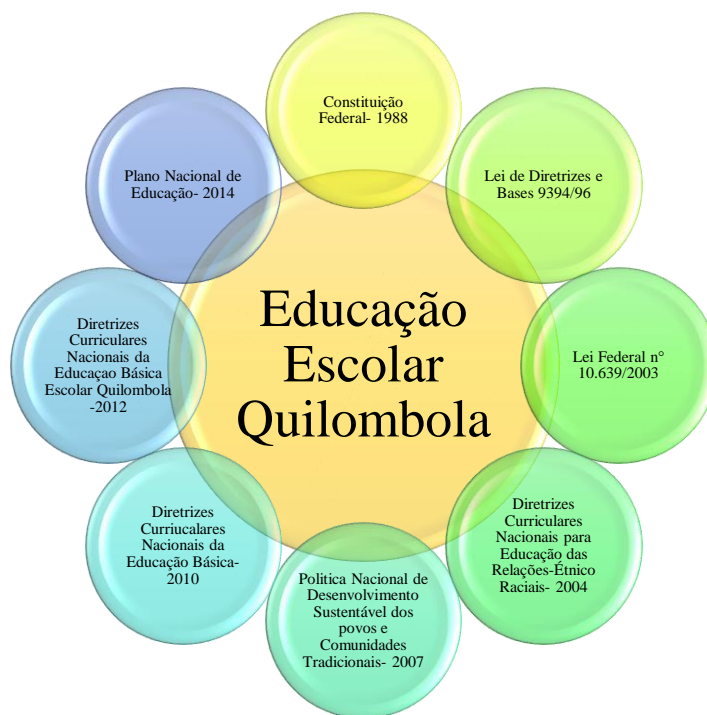 Constituição
Federal- 1988
Lei de Diretrizes e
Bases 9394/96
Lei Federal n°
10.639/2003
Diretrizes
Curriculares
Nacionais para
Educação das
Relações-Étnico
Raciais- 2004
Politica Nacional de
Desenvolvimento
Sustentável dos
povos e
Comunidades
Tradicionais- 2007
Diretrizes
Curriucalares
Nacionais da
Educação Básica-
2010
Diretrizes
Curriculares
Nacionais da
Educaçao Básica
Escolar Quilombola
-2012
Plano Nacional de
Educação- 2014
Educação
Escolar
Quilombola